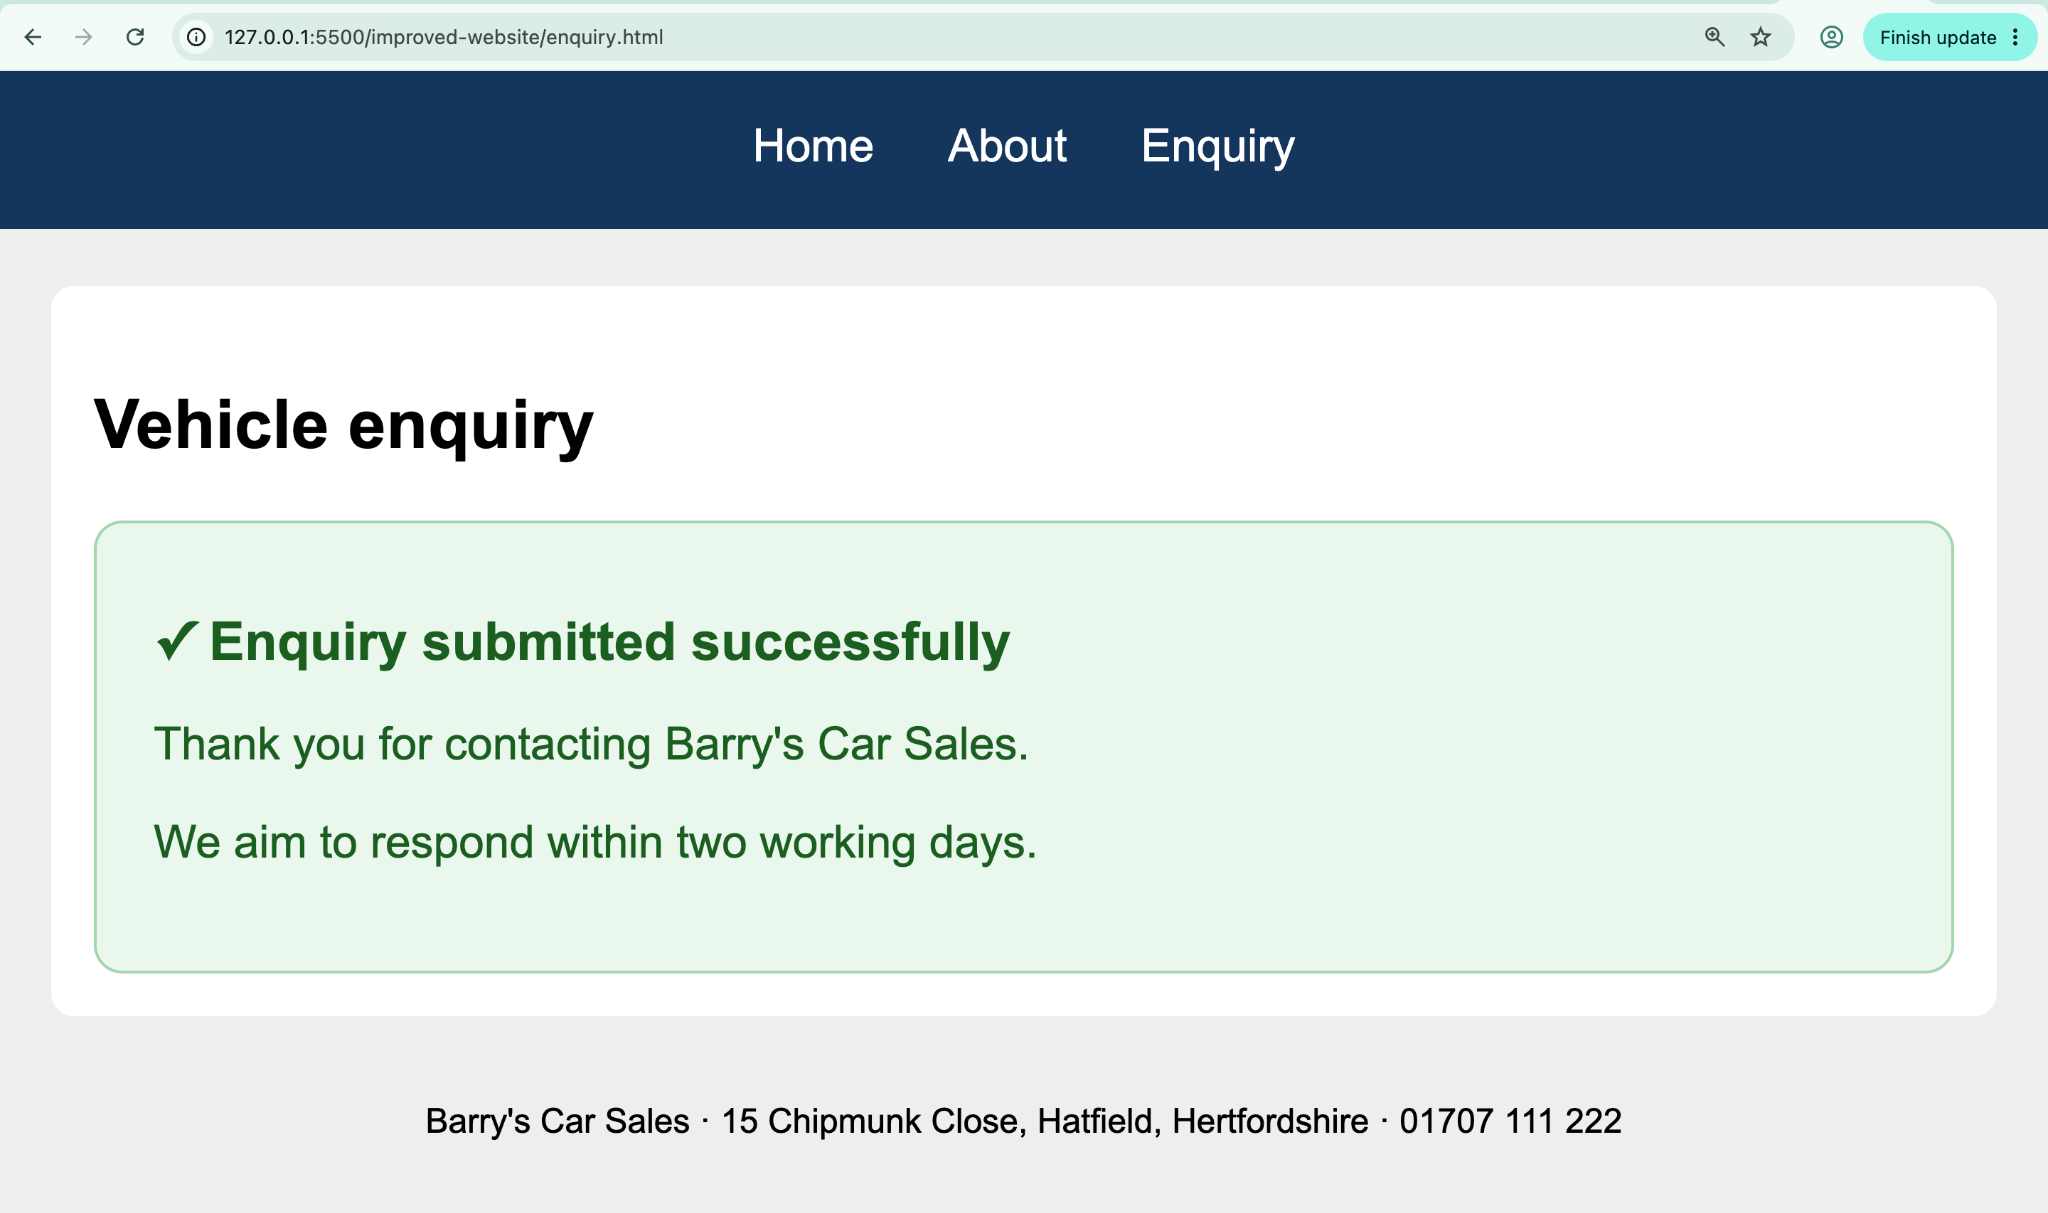 127.0.0.1:5500/improved-website/enquiry.html
Finish update
Home About Enquiry
Vehicle enquiry
✓ Enquiry submitted successfully
Thank you for contacting Barry's Car Sales.
We aim to respond within two working days.
Barry's Car Sales · 15 Chipmunk Close, Hatfield, Hertfordshire · 01707 111 222